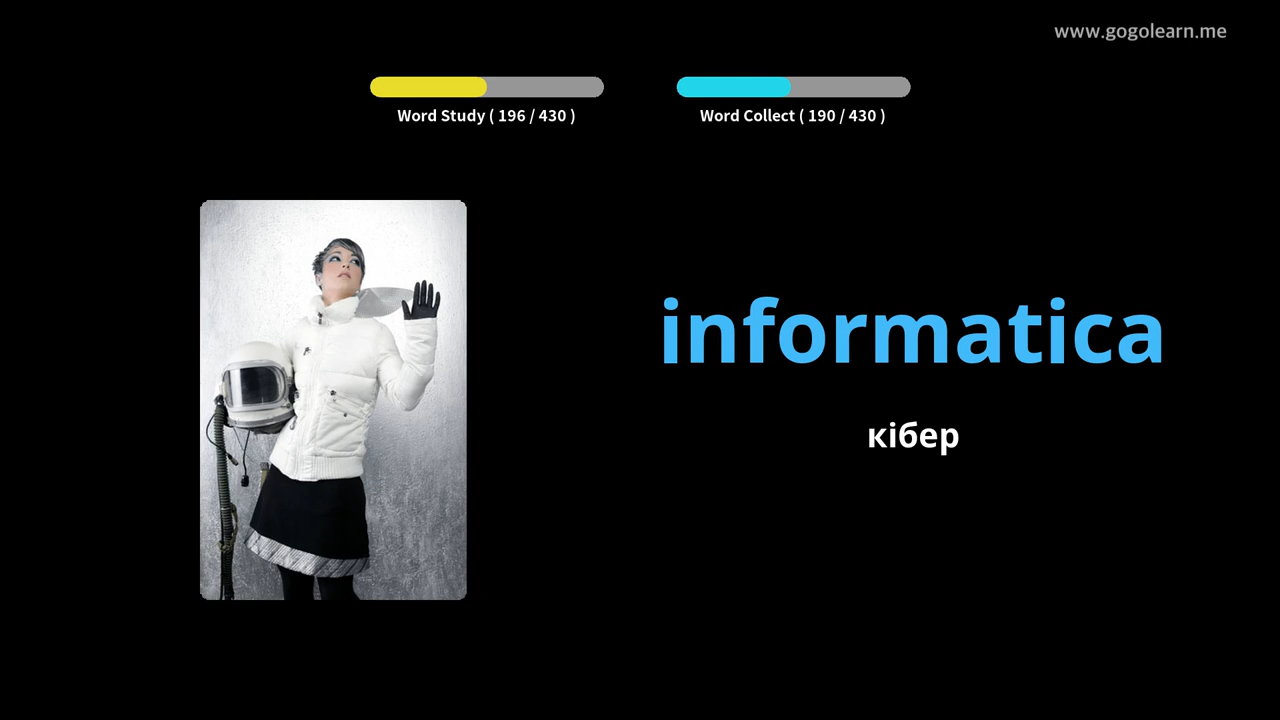 www.gogolearn.me
Word Study ( 196 / 430 )
Word Collect ( 190 / 430 )
informatica
кібер